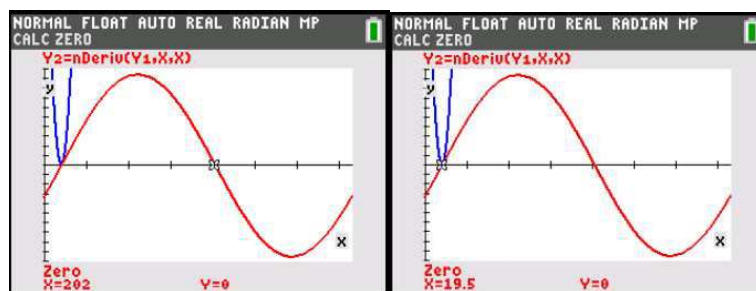 NORMAL FLOAT AUTO REAL RADIAN MP
CALC ZERO
Y2=nDeriv(Y1,X,X)
y
x
Zero
X=202 Y=0
NORMAL FLOAT AUTO REAL RADIAN MP
CALC ZERO
Y2=nDeriv(Y1,X,X)
y
x
Zero
X=19.5 Y=0